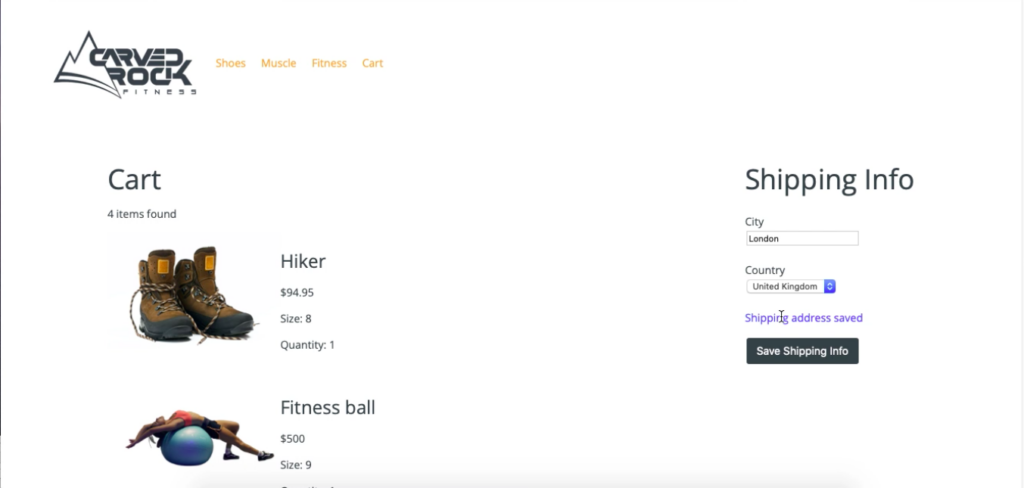 CARVED
ROCK
FITNESS
Shoes Muscle Fitness Cart
Cart
4 items found
Hiker
$94.95
Size: 8
Quantity: 1
Fitness ball
$500
Size: 9
Shipping Info
City
London
Country
United Kingdom
Shipping address saved
Save Shipping Info